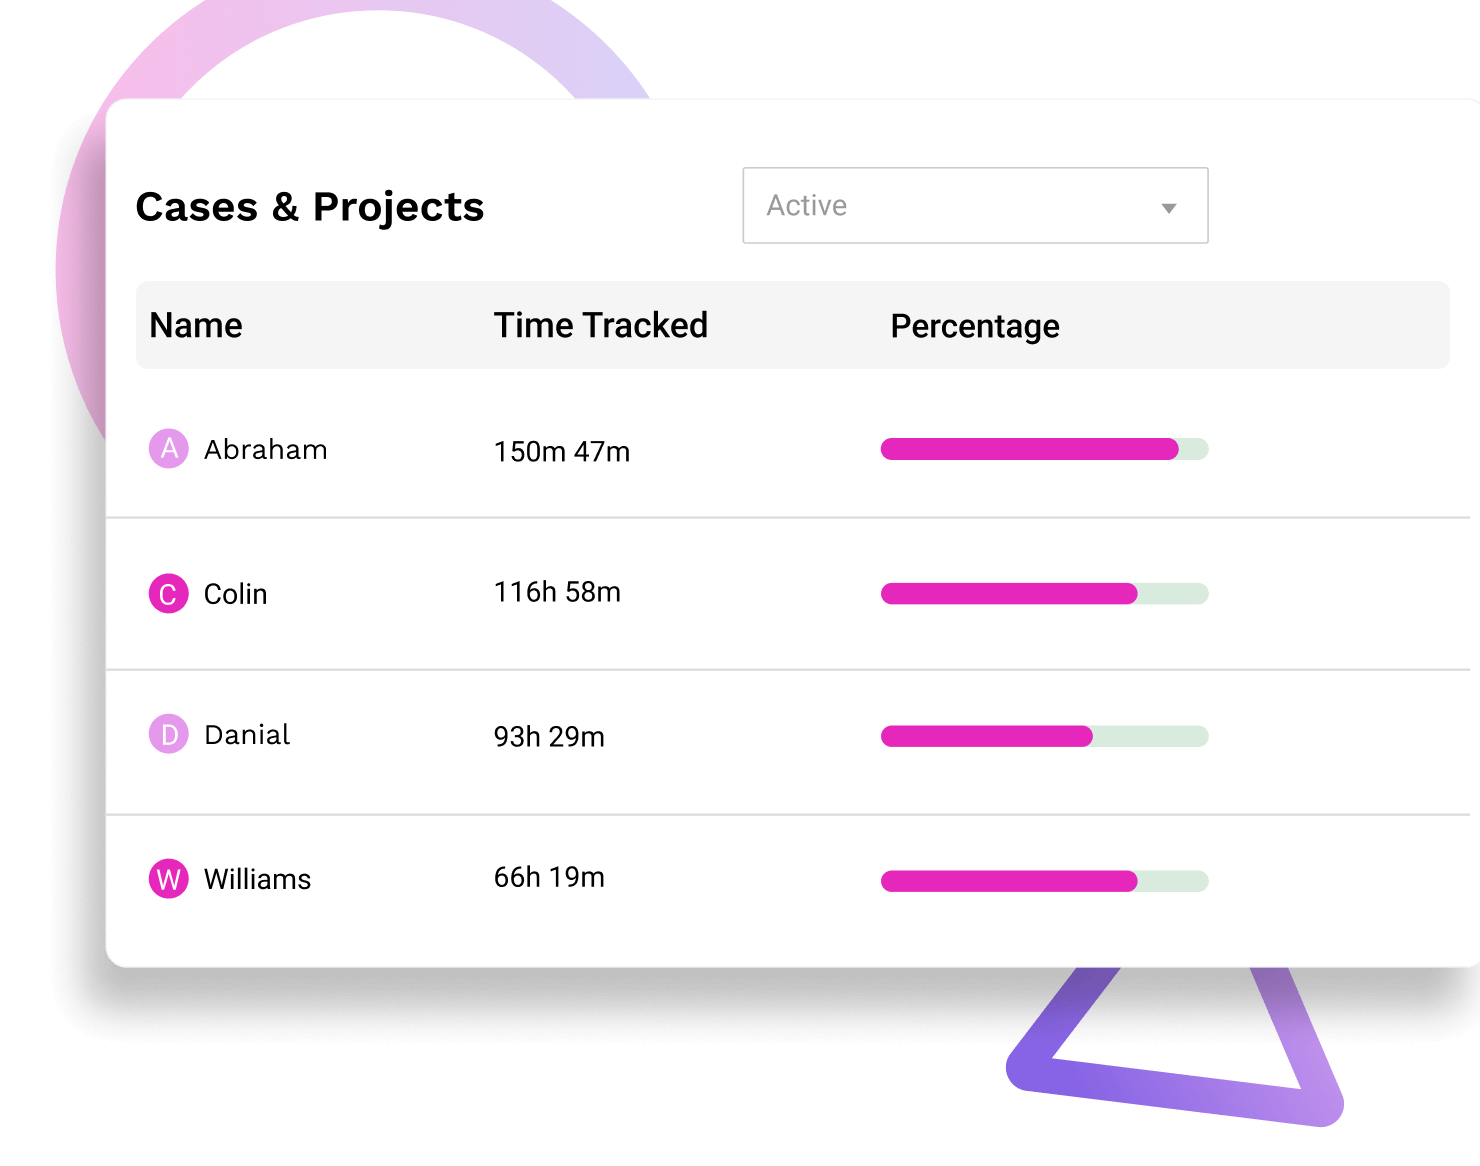 Cases & Projects
Active
Name Time Tracked Percentage
A Abraham 150m 47m
C Colin 116h 58m
D Danial 93h 29m
W Williams 66h 19m